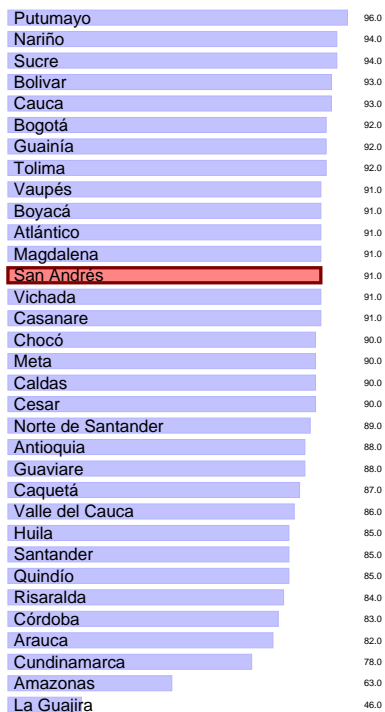 Putumayo 96.0
Nariño 94.0
Sucre 94.0
Bolivar 93.0
Cauca 93.0
Bogotá 92.0
Guainía 92.0
Tolima 92.0
Vaupés 91.0
Boyacá 91.0
Atlántico 91.0
Magdalena 91.0
San Andrés 91.0
Vichada 91.0
Casanare 91.0
Chocó 90.0
Meta 90.0
Caldas 90.0
Cesar 90.0
Norte de Santander 89.0
Antioquia 88.0
Guaviare 88.0
Caquetá 87.0
Valle del Cauca 86.0
Huila 85.0
Santander 85.0
Quindío 85.0
Risaralda 84.0
Córdoba 83.0
Arauca 82.0
Cundinamarca 78.0
Amazonas 63.0
La Guajira 46.0